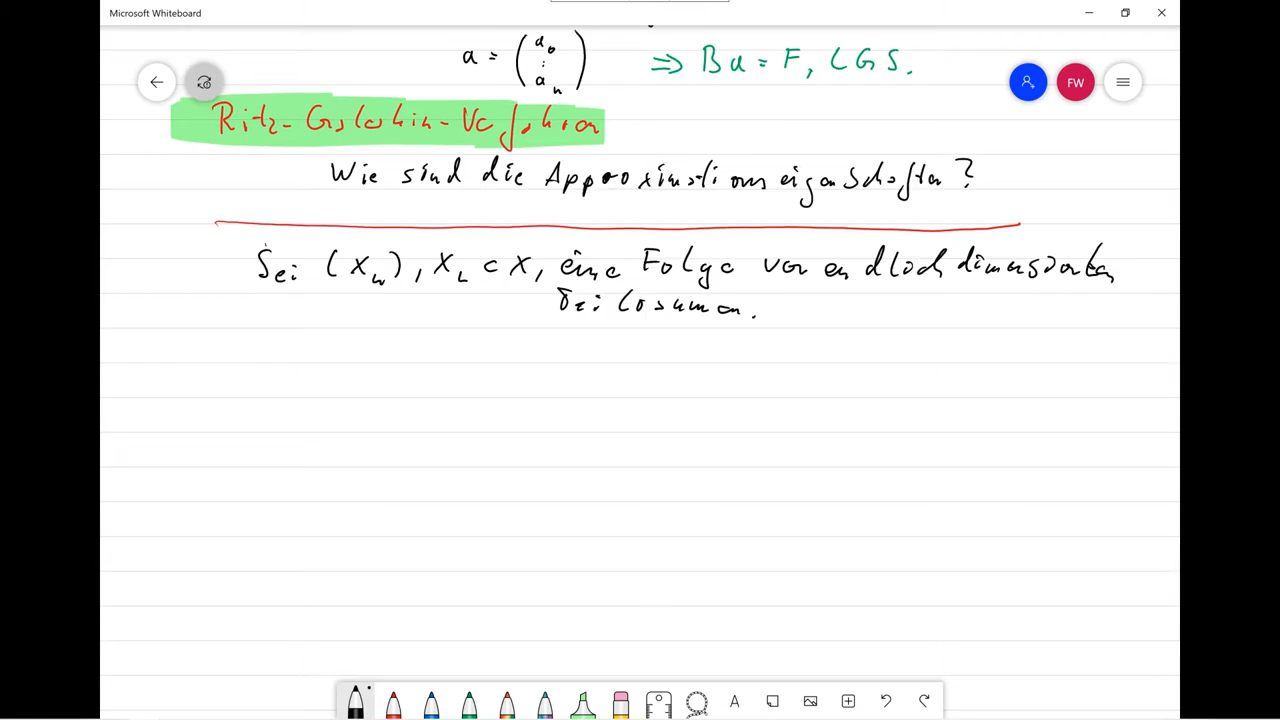 Microsoft Whiteboard
a = (a₀ ⋮ aₙ) ⇒ Ba = F, LGS.
FW
Ritz-Galerkin-Verfahren
Wie sind die Approximationseigenschaften?
Sei (Xₙ), Xₙ ⊂ X, eine Folge von endlichdimensionalen
Teilräumen.
A